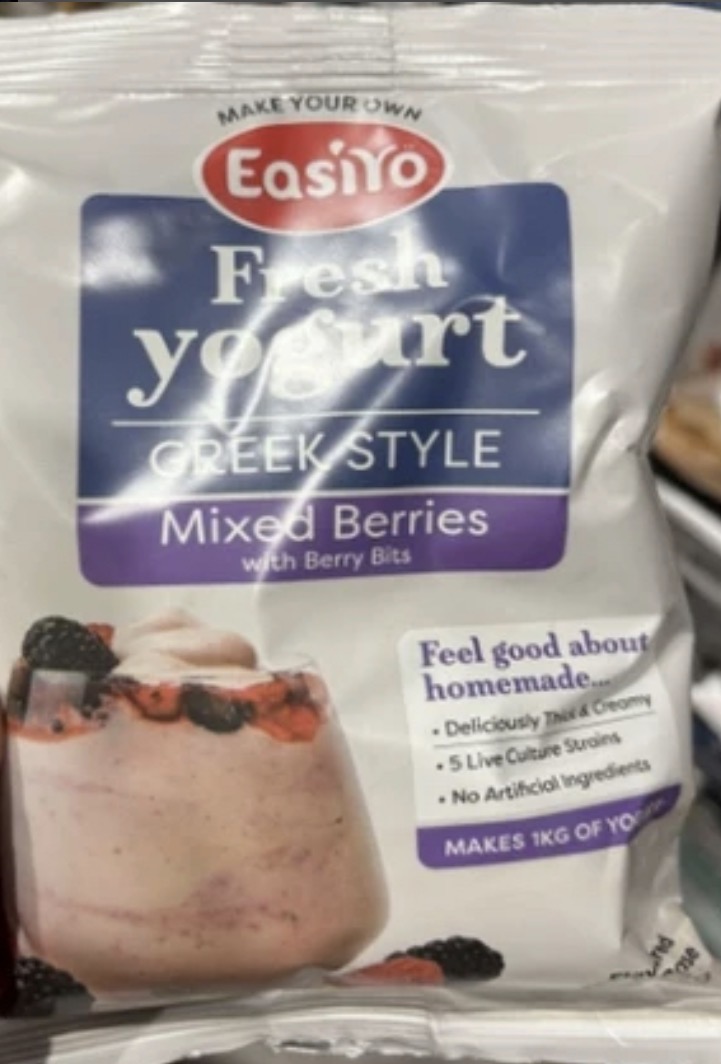 MAKE YOUR OWN
EasiYo
Fresh
yogurt
GREEK STYLE
Mixed Berries
with Berry Bits
Feel good about
homemade...
• Deliciously Thick & Creamy
• 5 Live Culture Strains
• No Artificial Ingredients
MAKES 1KG OF